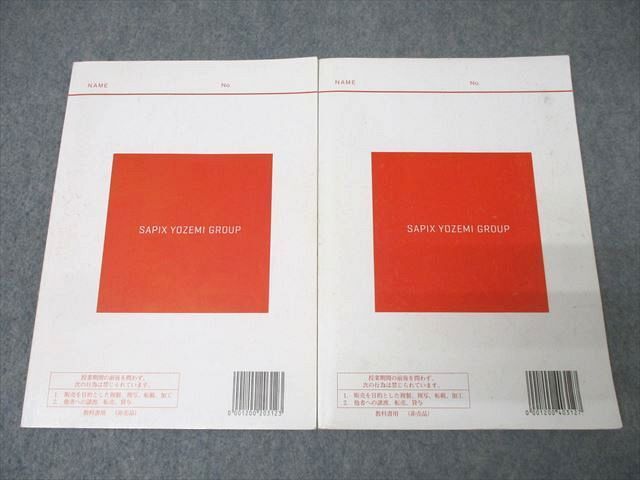 NAME No.
SAPIX YOZEMI GROUP
授業期間の前後を問わず、
次の行為は禁じられています。
1. 販売を目的とした複製、複写、転載、加工
2. 他者への譲渡、転売、貸与
教科書用 (非売品)
0001200203123
NAME No.
SAPIX YOZEMI GROUP
授業期間の前後を問わず、
次の行為は禁じられています。
1. 販売を目的とした複製、複写、転載、加工
2. 他者への譲渡、転売、貸与
教科書用 (非売品)
0001200403127